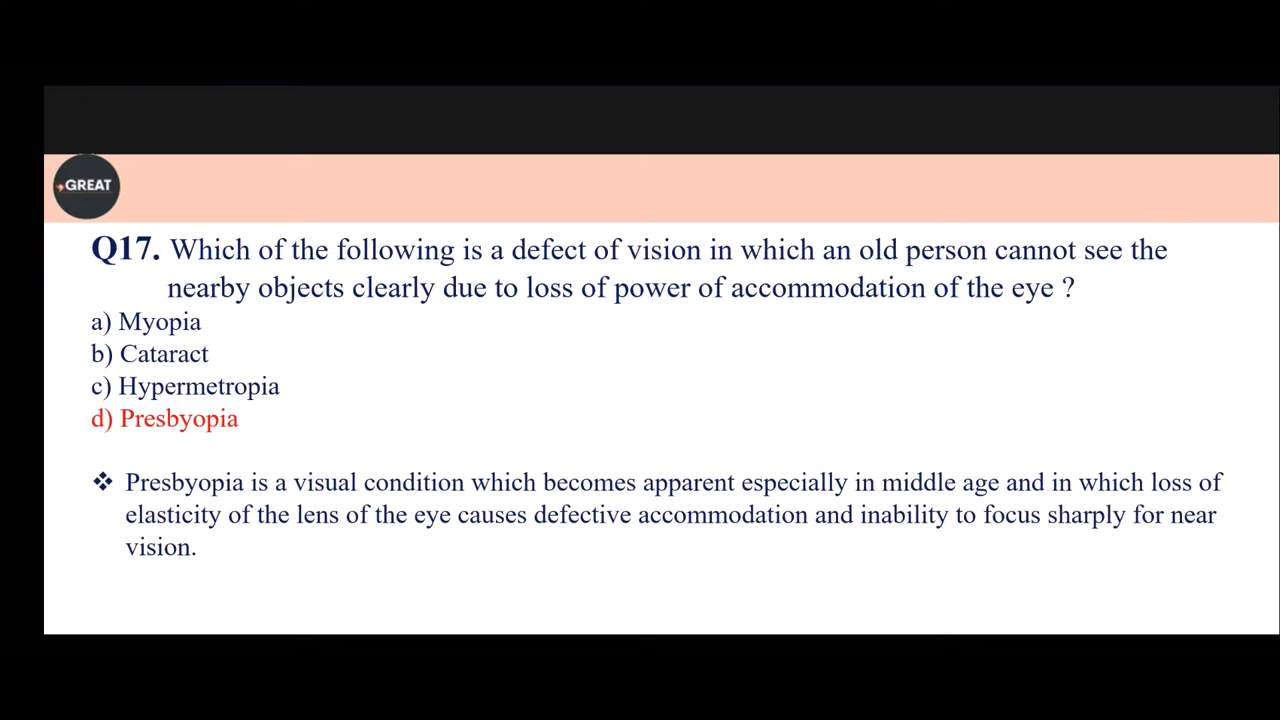 GREAT
Q17. Which of the following is a defect of vision in which an old person cannot see the
nearby objects clearly due to loss of power of accommodation of the eye ?
a) Myopia
b) Cataract
c) Hypermetropia
d) Presbyopia
❖ Presbyopia is a visual condition which becomes apparent especially in middle age and in which loss of
elasticity of the lens of the eye causes defective accommodation and inability to focus sharply for near
vision.